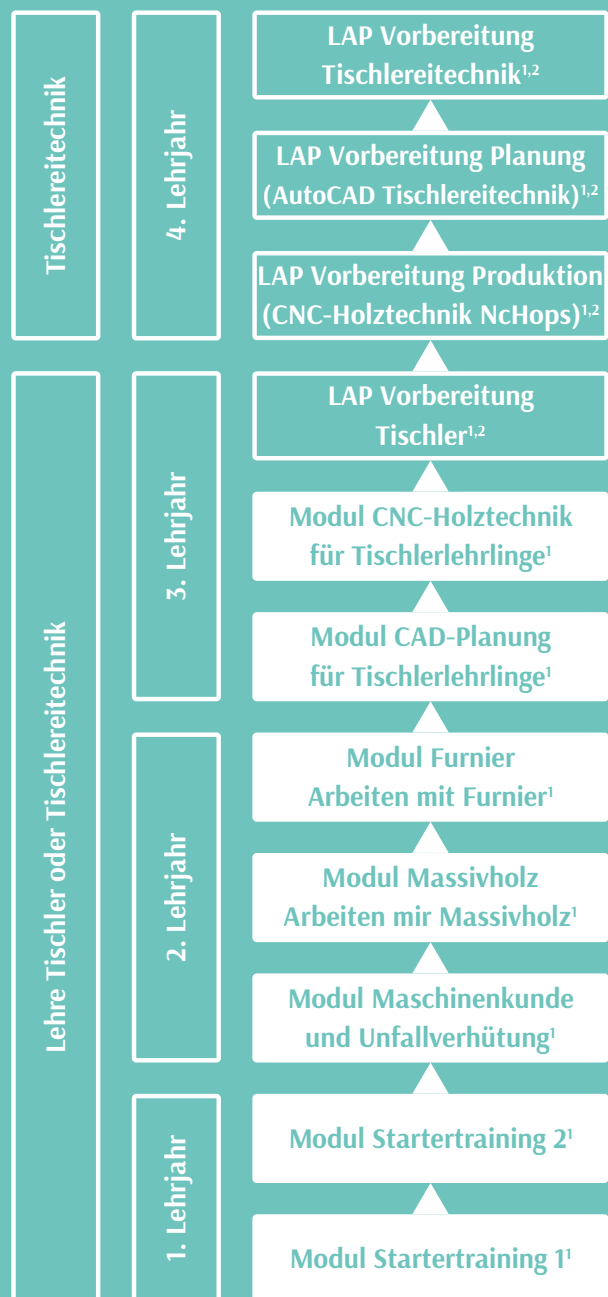 Tischlereitechnik
4. Lehrjahr
LAP Vorbereitung
Tischlereitechnik¹,²
LAP Vorbereitung Planung
(AutoCAD Tischlereitechnik)¹,²
LAP Vorbereitung Produktion
(CNC-Holztechnik NcHops)¹,²
Lehre Tischler oder Tischlereitechnik
3. Lehrjahr
LAP Vorbereitung
Tischler¹,²
Modul CNC-Holztechnik
für Tischlerlehrlinge¹
Modul CAD-Planung
für Tischlerlehrlinge¹
2. Lehrjahr
Modul Furnier
Arbeiten mit Furnier¹
Modul Massivholz
Arbeiten mir Massivholz¹
Modul Maschinenkunde
und Unfallverhütung¹
1. Lehrjahr
Modul Startertraining 2¹
Modul Startertraining 1¹